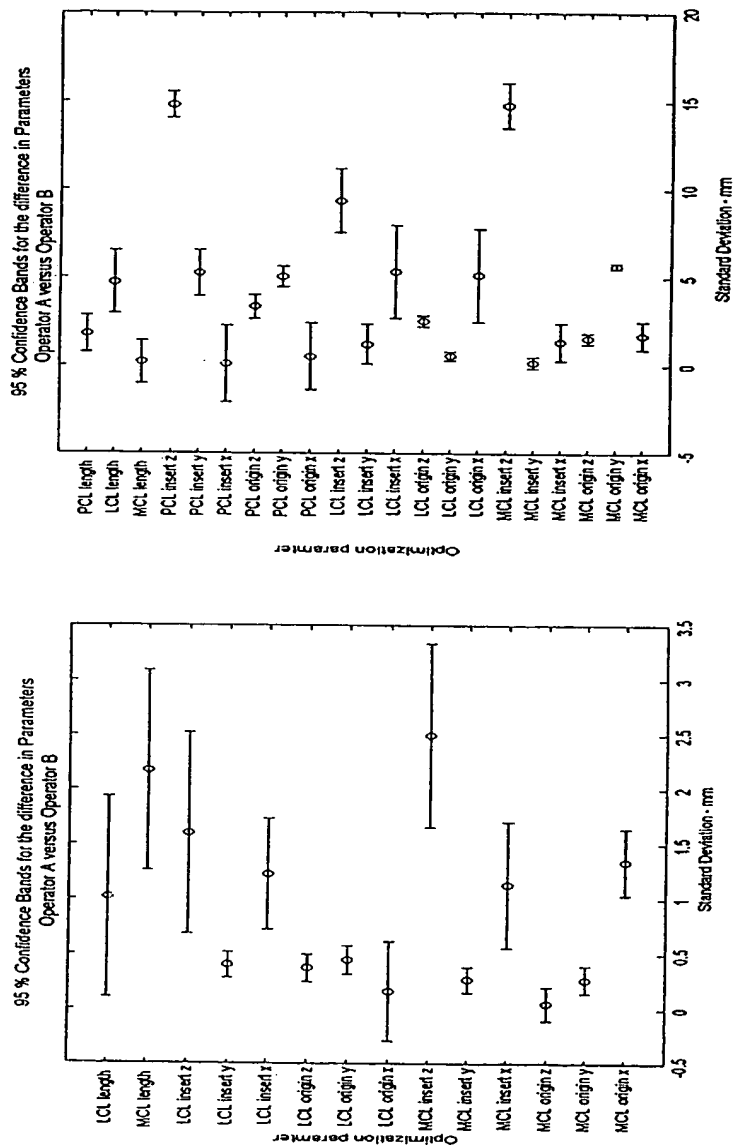 95 % Confidence Bands for the difference in Parameters
Operator A versus Operator B
PCL length
LCL length
MCL length
PCL insert z
PCL insert y
PCL insert x
PCL origin z
PCL origin y
PCL origin x
LCL insert z
LCL insert y
LCL insert x
LCL origin z
LCL origin y
LCL origin x
MCL insert z
MCL insert y
MCL insert x
MCL origin z
MCL origin y
MCL origin x
Optimization paramter
-5
0
5
10
15
20
Standard Deviation - mm
95 % Confidence Bands for the difference in Parameters
Operator A versus Operator B
LCL length
MCL length
LCL insert z
LCL insert y
LCL insert x
LCL origin z
LCL origin y
LCL origin x
MCL insert z
MCL insert y
MCL insert x
MCL origin z
MCL origin y
MCL origin x
Optimization paramter
-0.5
0
0.5
1
1.5
2
2.5
3
3.5
Standard Deviation - mm